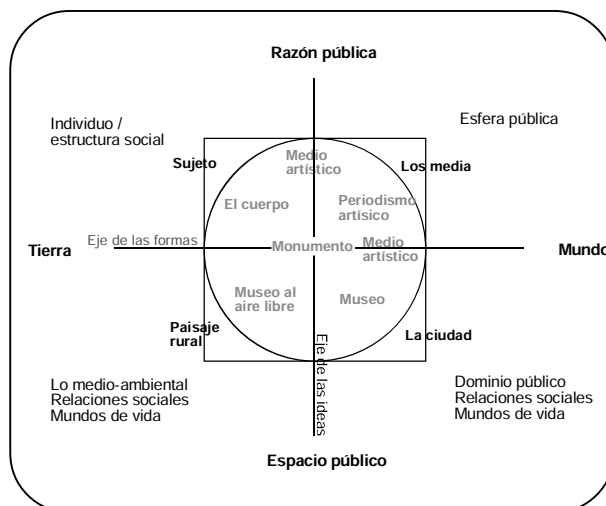 Razón pública
Individuo /
estructura social
Esfera pública
Sujeto
Medio
artístico
Los media
El cuerpo
Periodismo
artísico
Eje de las formas
Tierra
Monumento
Medio
artístico
Mundo
Museo al
aire libre
Museo
Paisaje
rural
Eje de las ideas
La ciudad
Lo medio-ambiental
Relaciones sociales
Mundos de vida
Dominio público
Relaciones sociales
Mundos de vida
Espacio público